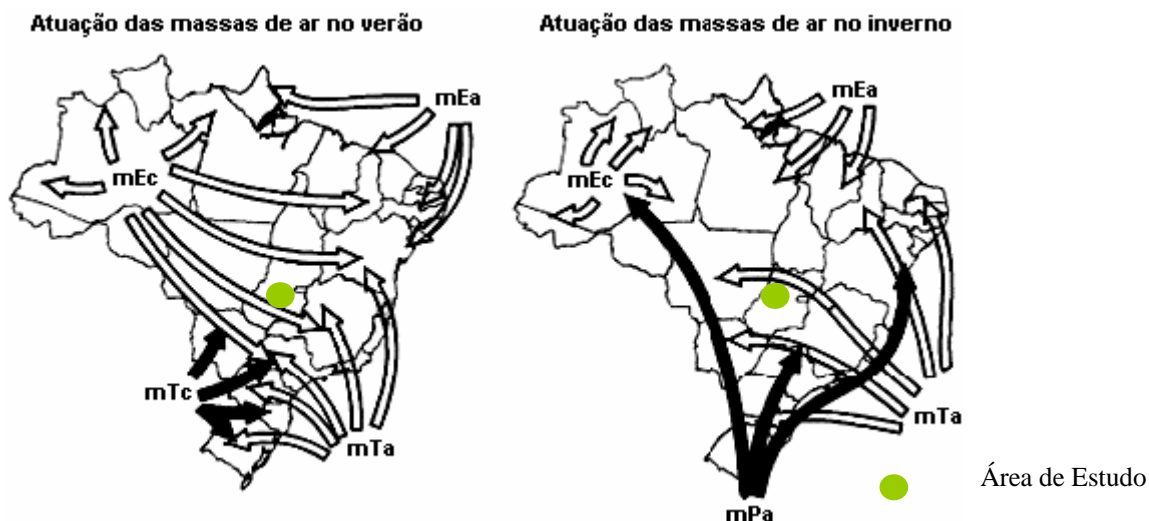 Atuação das massas de ar no verão
mEa
mEc
mTc
mTa
Atuação das massas de ar no inverno
mEa
mEc
mTa
mPa
Área de Estudo